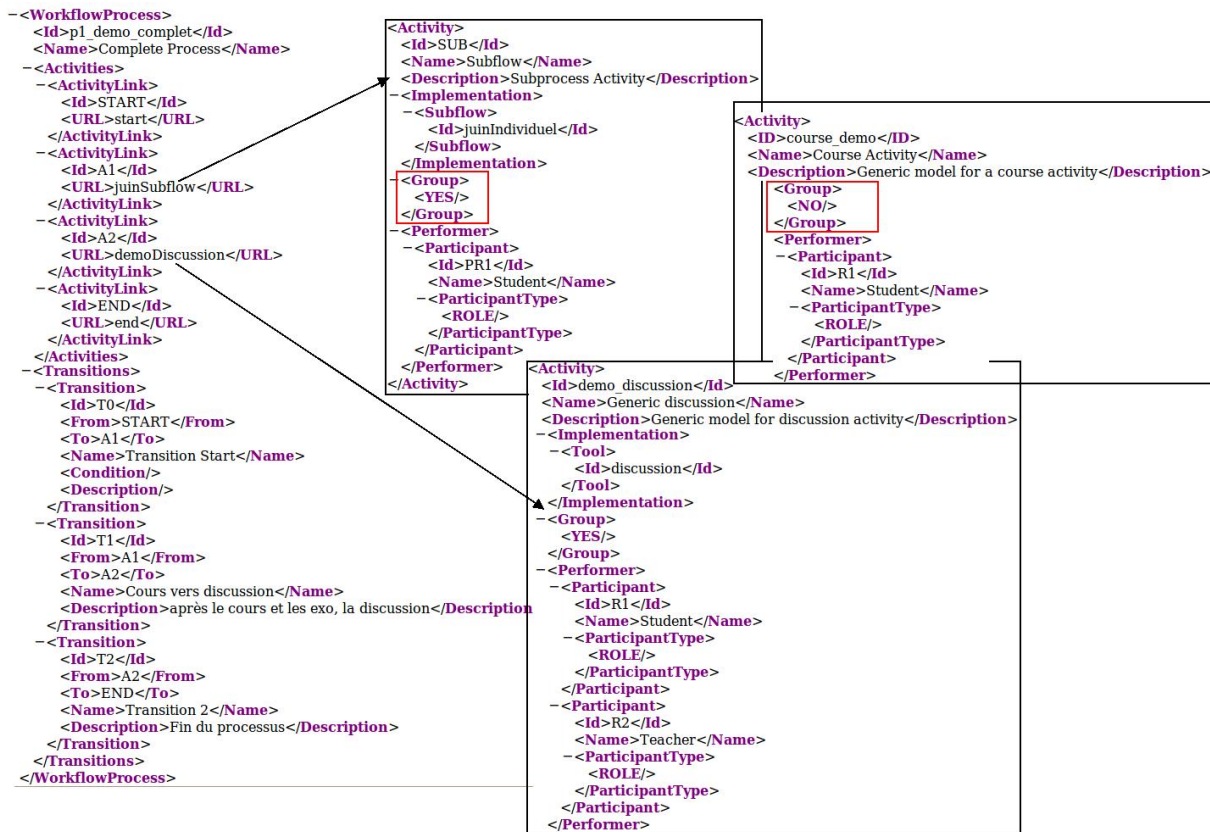 −<WorkflowProcess>
<Id>p1_demo_complet</Id>
<Name>Complete Process</Name>
−<Activities>
−<ActivityLink>
<Id>START</Id>
<URL>start</URL>
</ActivityLink>
−<ActivityLink>
<Id>A1</Id>
<URL>juinSubflow</URL>
</ActivityLink>
−<ActivityLink>
<Id>A2</Id>
<URL>demoDiscussion</URL>
</ActivityLink>
−<ActivityLink>
<Id>END</Id>
<URL>end</URL>
</ActivityLink>
</Activities>
−<Transitions>
−<Transition>
<Id>T0</Id>
<From>START</From>
<To>A1</To>
<Name>Transition Start</Name>
<Condition/>
<Description/>
</Transition>
−<Transition>
<Id>T1</Id>
<From>A1</From>
<To>A2</To>
<Name>Cours vers discussion</Name>
<Description>après le cours et les exo, la discussion</Description
</Transition>
−<Transition>
<Id>T2</Id>
<From>A2</From>
<To>END</To>
<Name>Transition 2</Name>
<Description>Fin du processus</Description>
</Transition>
</Transitions>
</WorkflowProcess>
<Activity>
<Id>SUB</Id>
<Name>Subflow</Name>
<Description>Subprocess Activity</Description>
−<Implementation>
−<Subflow>
<Id>juinIndividuel</Id>
</Subflow>
</Implementation>
−<Group>
<YES/>
</Group>
−<Performer>
−<Participant>
<Id>PR1</Id>
<Name>Student</Name>
−<ParticipantType>
<ROLE/>
</ParticipantType>
</Participant>
</Performer>
</Activity>
<Activity>
<ID>course_demo</ID>
<Name>Course Activity</Name>
<Description>Generic model for a course activity</Description>
<Group>
<NO/>
</Group>
<Performer>
−<Participant>
<Id>R1</Id>
<Name>Student</Name>
−<ParticipantType>
<ROLE/>
</ParticipantType>
</Participant>
</Performer>
<Activity>
<Id>demo_discussion</Id>
<Name>Generic discussion</Name>
<Description>Generic model for discussion activity</Description>
−<Implementation>
−<Tool>
<Id>discussion</Id>
</Tool>
</Implementation>
−<Group>
<YES/>
</Group>
−<Performer>
−<Participant>
<Id>R1</Id>
<Name>Student</Name>
−<ParticipantType>
<ROLE/>
</ParticipantType>
</Participant>
−<Participant>
<Id>R2</Id>
<Name>Teacher</Name>
−<ParticipantType>
<ROLE/>
</ParticipantType>
</Participant>
</Performer>